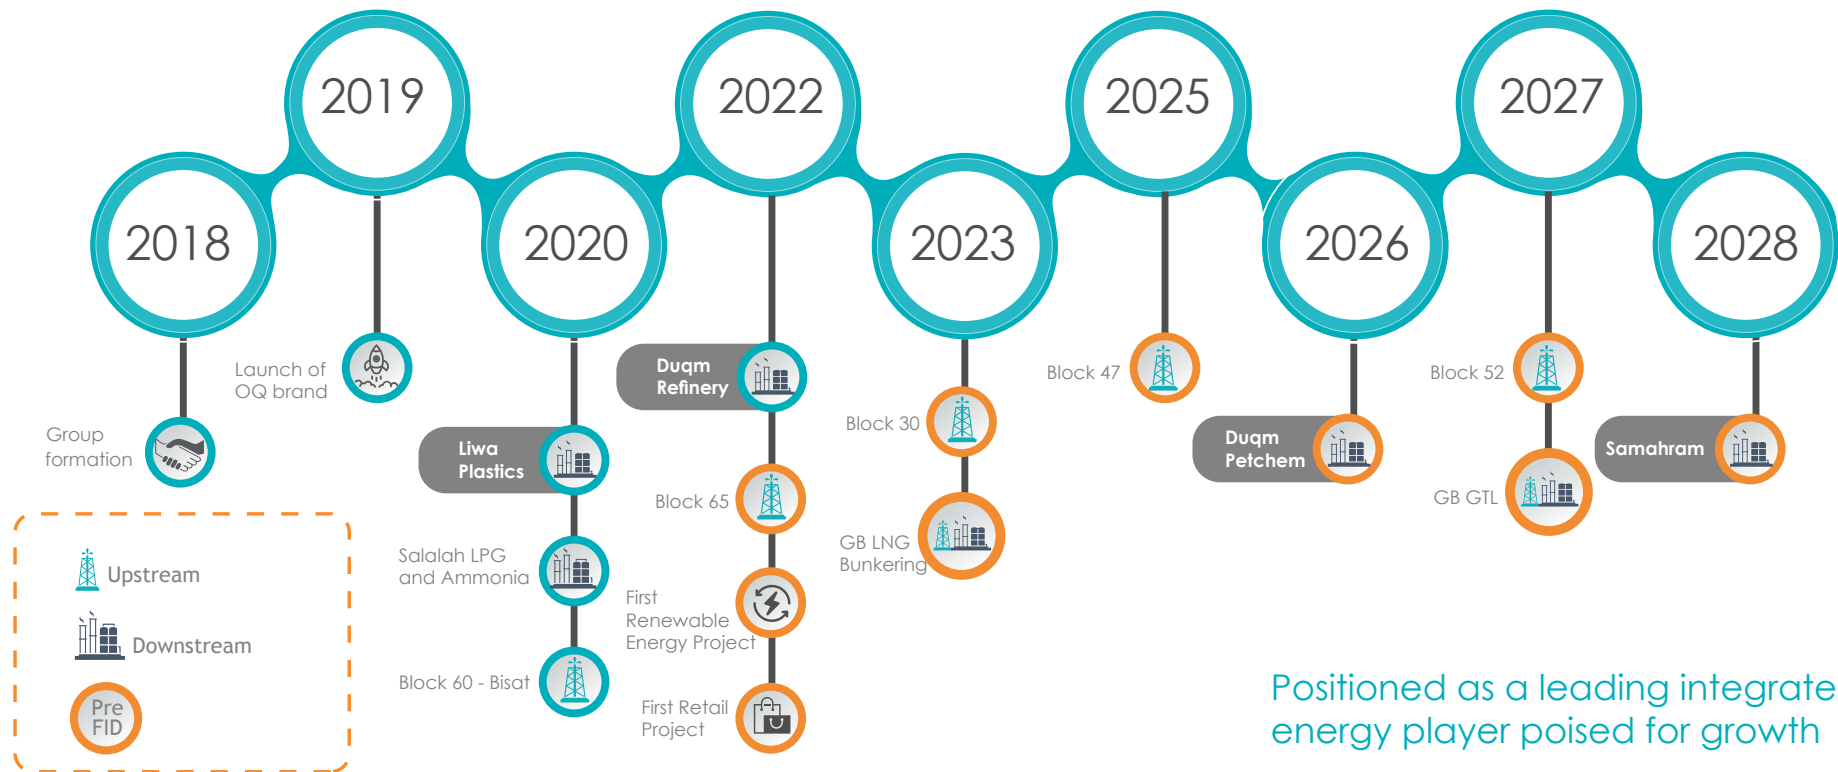 2018
2019
2020
2022
2023
2025
2026
2027
2028
Group
formation
Launch of
OQ brand
Liwa
Plastics
Salalah LPG
and Ammonia
Block 60 - Bisat
Duqm
Refinery
Block 65
First
Renewable
Energy Project
First Retail
Project
Block 30
GB LNG
Bunkering
Block 47
Duqm
Petchem
Block 52
GB GTL
Samahram
Upstream
Downstream
Pre
FID
Positioned as a leading integrate
energy player poised for growth